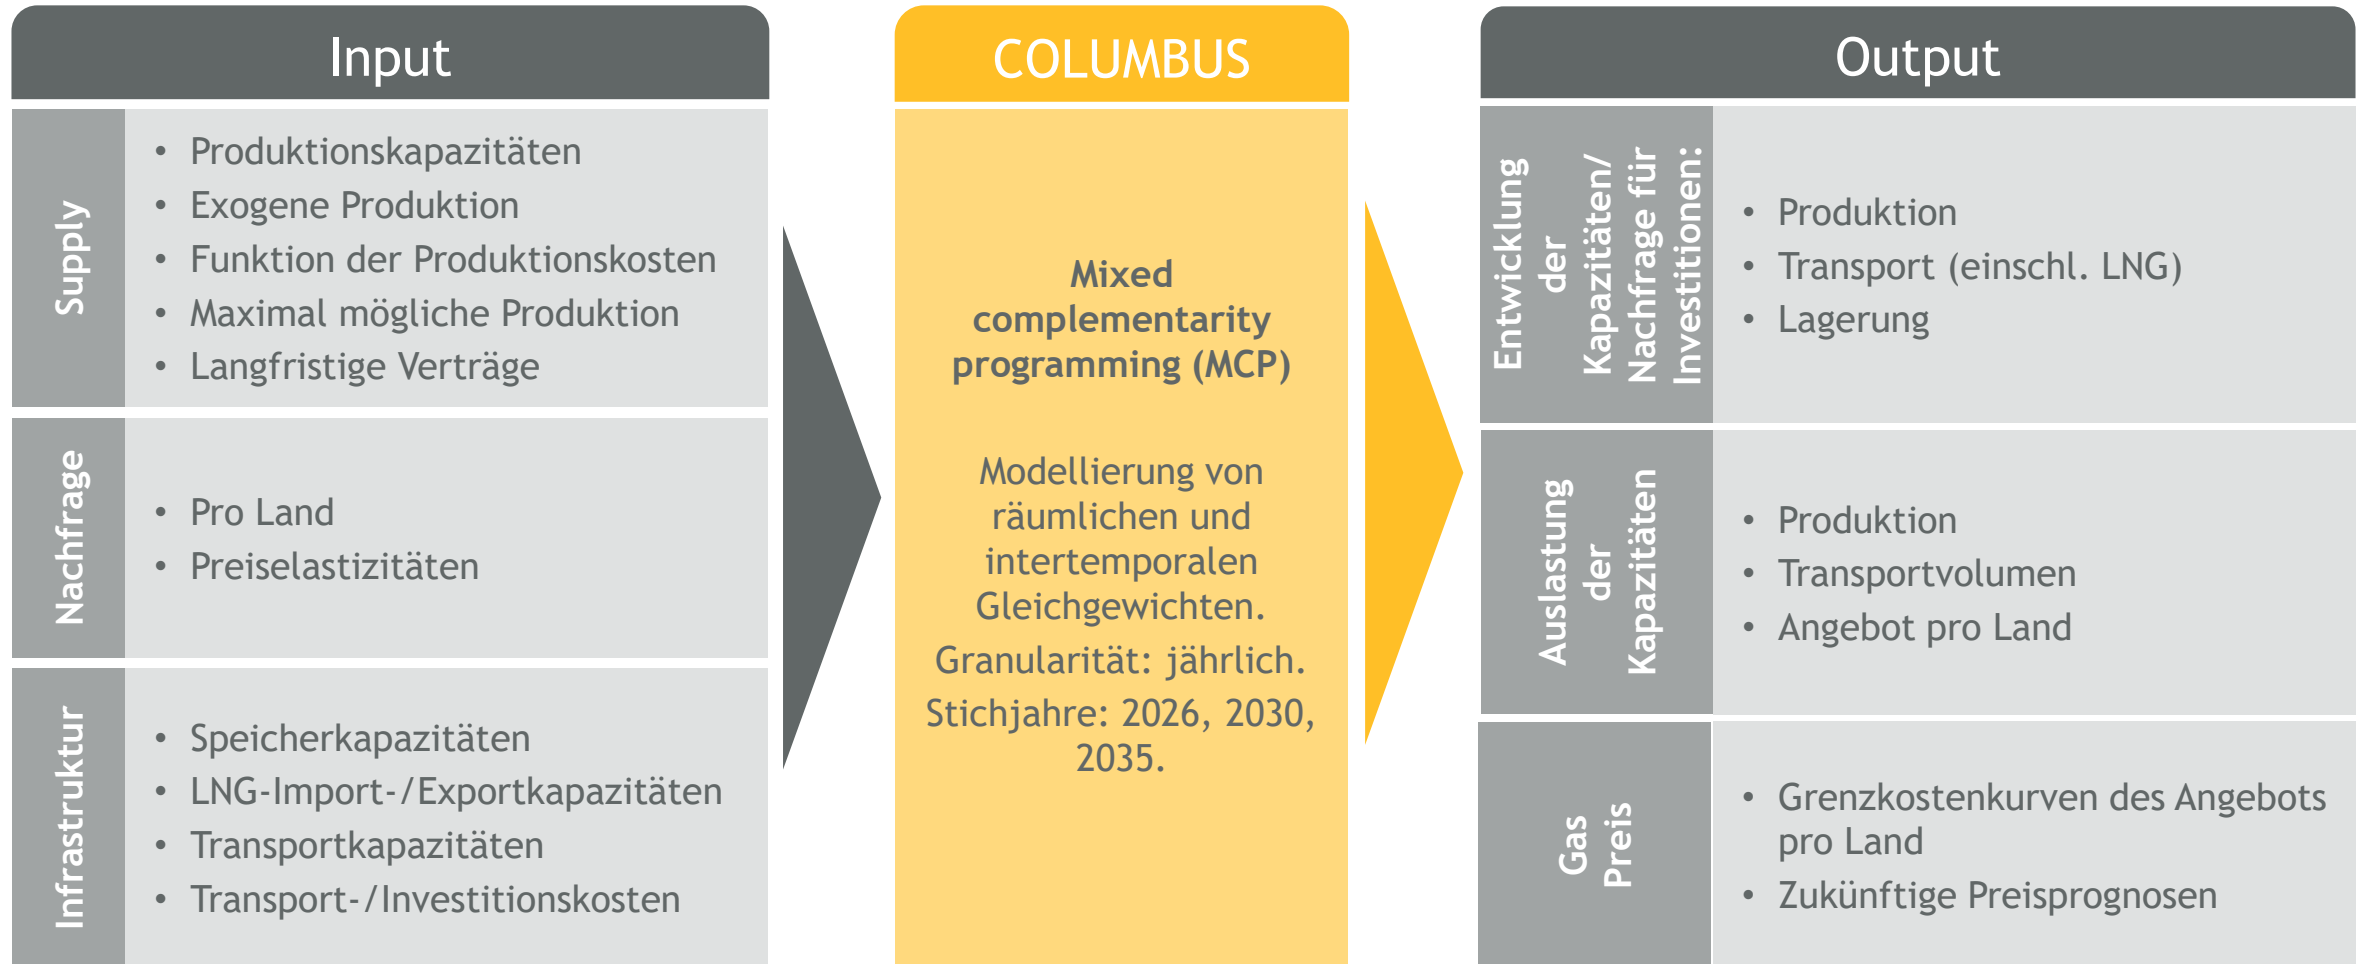 Input
Supply
• Produktionskapazitäten
• Exogene Produktion
• Funktion der Produktionskosten
• Maximal mögliche Produktion
• Langfristige Verträge
Nachfrage
• Pro Land
• Preiselastizitäten
Infrastruktur
• Speicherkapazitäten
• LNG-Import-/Exportkapazitäten
• Transportkapazitäten
• Transport-/Investitionskosten
COLUMBUS
Mixed
complementarity
programming (MCP)
Modellierung von
räumlichen und
intertemporalen
Gleichgewichten.
Granularität: jährlich.
Stichjahre: 2026, 2030,
2035.
Output
Entwicklung
der
Kapazitäten/
Nachfrage für
Investitionen:
• Produktion
• Transport (einschl. LNG)
• Lagerung
Auslastung
der
Kapazitäten
• Produktion
• Transportvolumen
• Angebot pro Land
Gas
Preis
• Grenzkostenkurven des Angebots
pro Land
• Zukünftige Preisprognosen